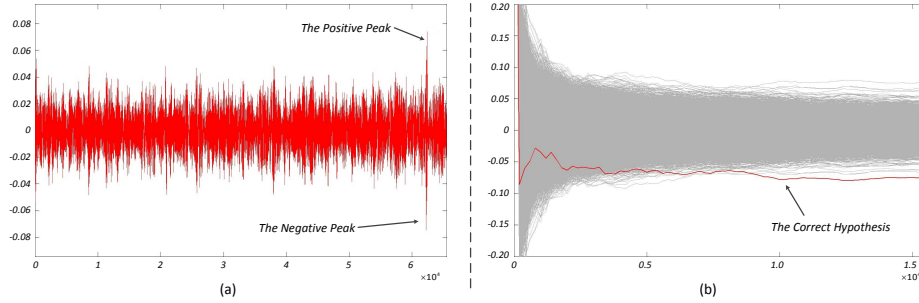 0.08
0.06
0.04
0.02
0
-0.02
-0.04
-0.06
-0.08
The Positive Peak
The Negative Peak
0 1 2 3 4 5 6
×10⁴
(a)
0.20
0.15
0.10
0.05
0
-0.05
-0.10
-0.15
-0.20
The Correct Hypothesis
0 0.5 1.0 1.5
(b)